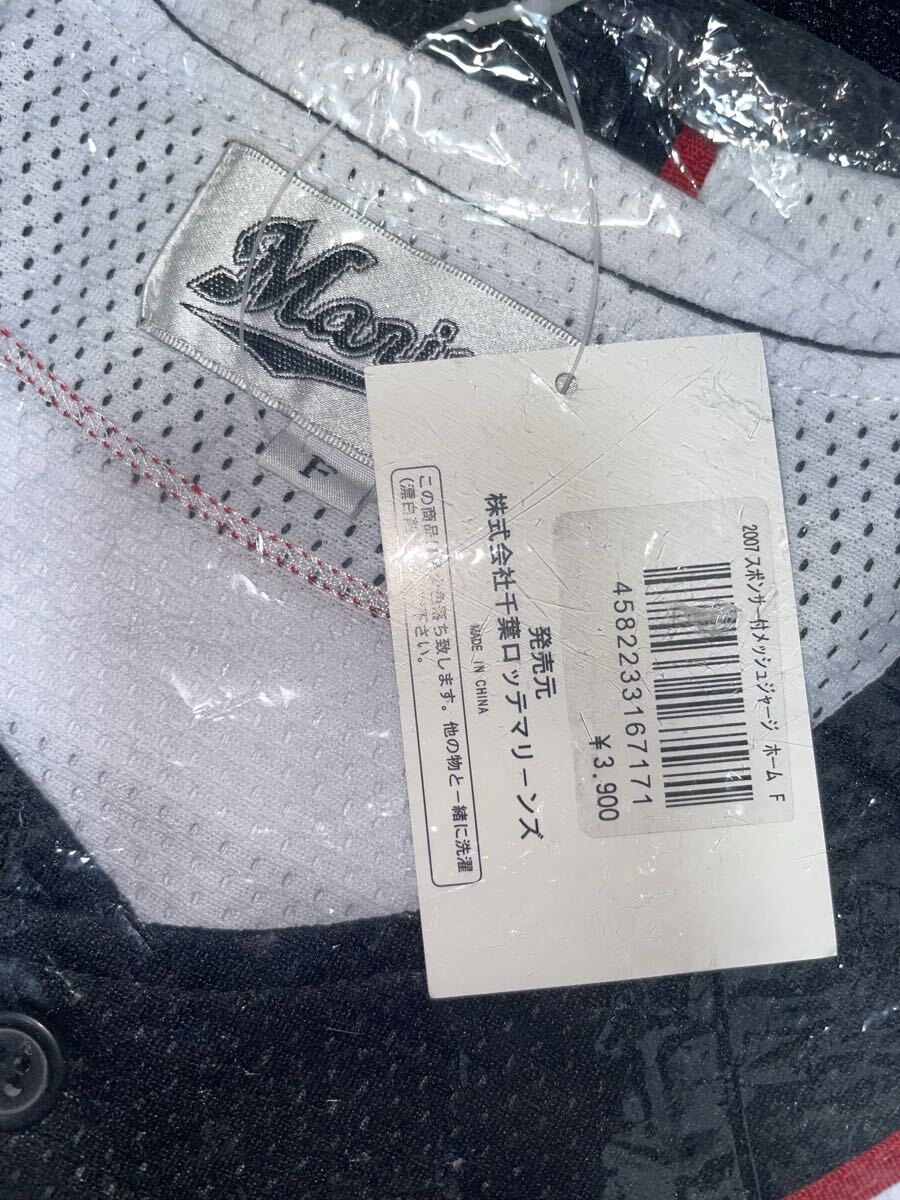 2007 スポンサー付メッシュジャージ ホーム F
4582233167171
¥3,900
発売元
株式会社千葉ロッテマリーンズ
MADE IN CHINA
この商品 落ち致します。他の物と一緒に洗濯
(漂白 さい。
F